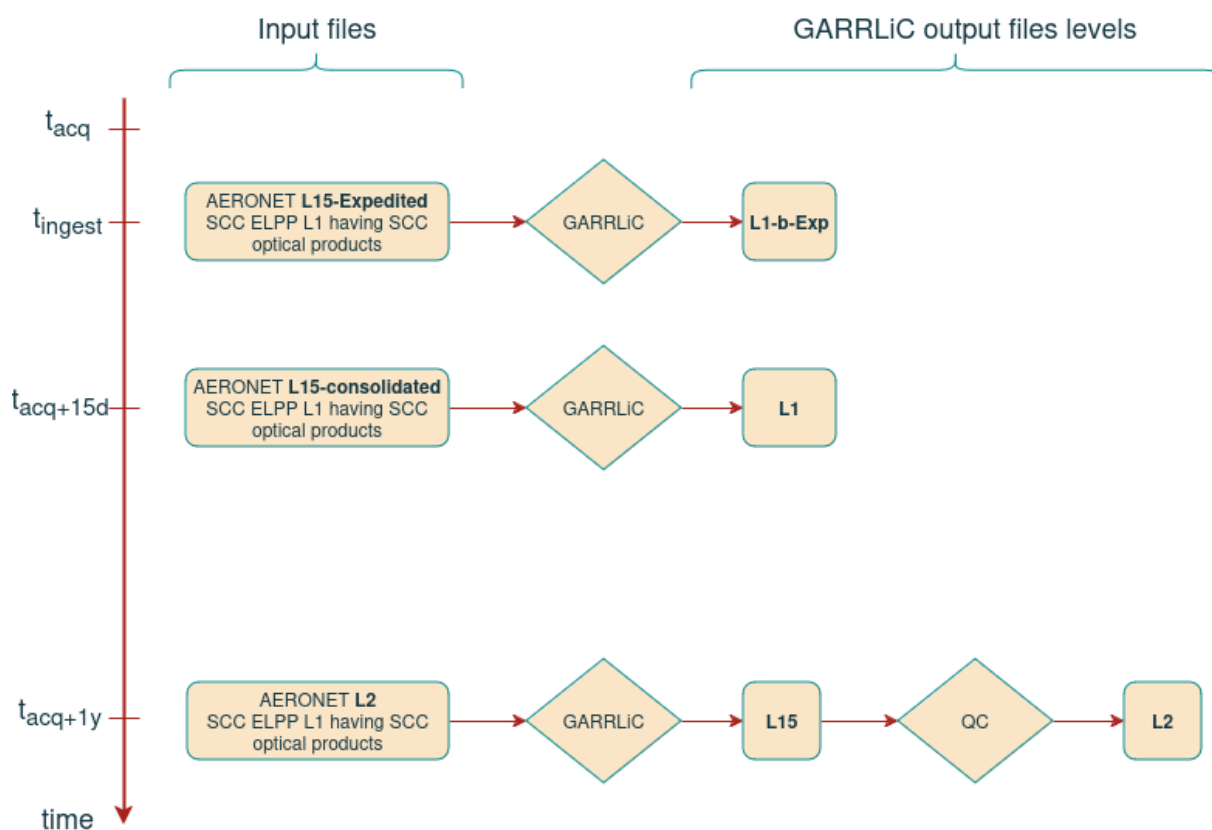 Input files
GARRLiC output files levels
tacq
tingest
AERONET L15-Expedited
SCC ELPP L1 having SCC
optical products
GARRLiC
L1-b-Exp
tacq+15d
AERONET L15-consolidated
SCC ELPP L1 having SCC
optical products
GARRLiC
L1
tacq+1y
AERONET L2
SCC ELPP L1 having SCC
optical products
GARRLiC
L15
QC
L2
time